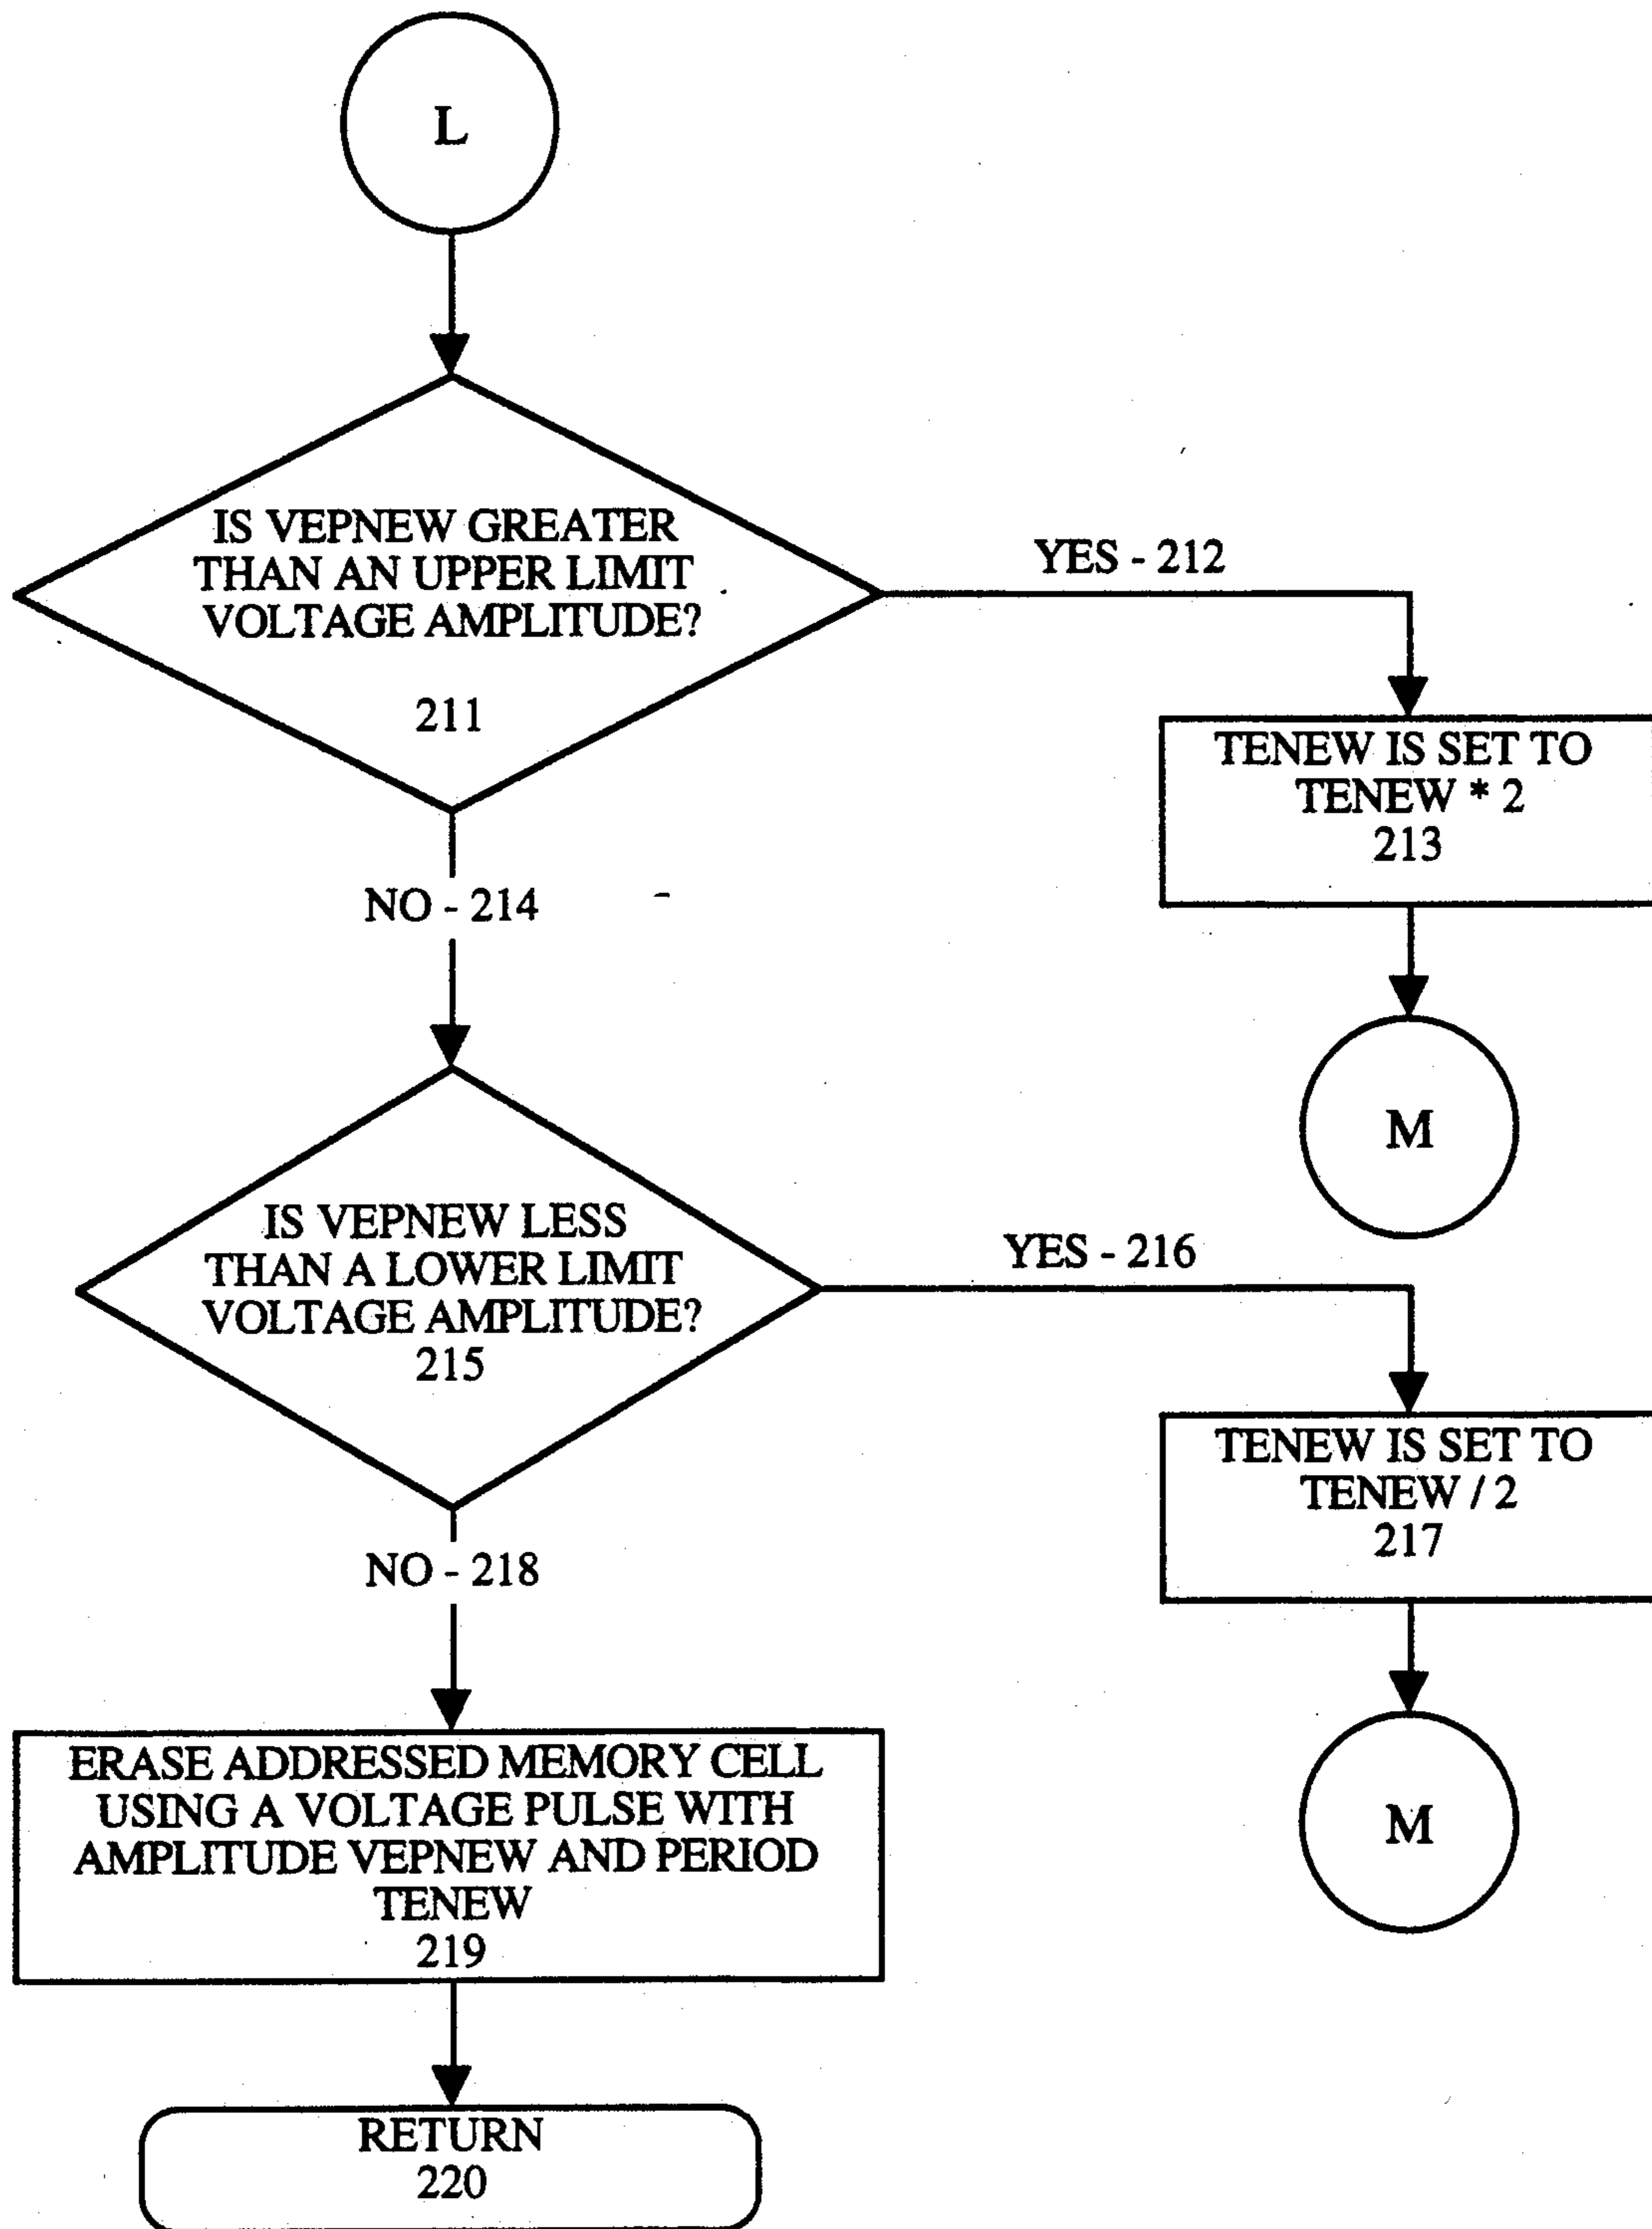 L
IS VEPNEW GREATER
THAN AN UPPER LIMIT
VOLTAGE AMPLITUDE?
211
YES - 212
TENEW IS SET TO
TENEW * 2
213
M
NO - 214
IS VEPNEW LESS
THAN A LOWER LIMIT
VOLTAGE AMPLITUDE?
215
YES - 216
TENEW IS SET TO
TENEW / 2
217
M
NO - 218
ERASE ADDRESSED MEMORY CELL
USING A VOLTAGE PULSE WITH
AMPLITUDE VEPNEW AND PERIOD
TENEW
219
RETURN
220